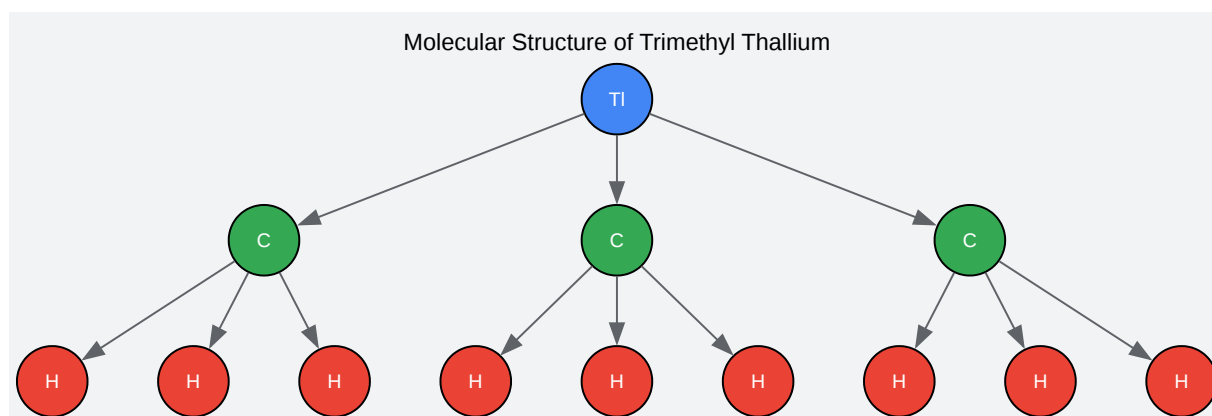 Molecular Structure of Trimethyl Thallium
Tl
C C C
H H H H H H H H H